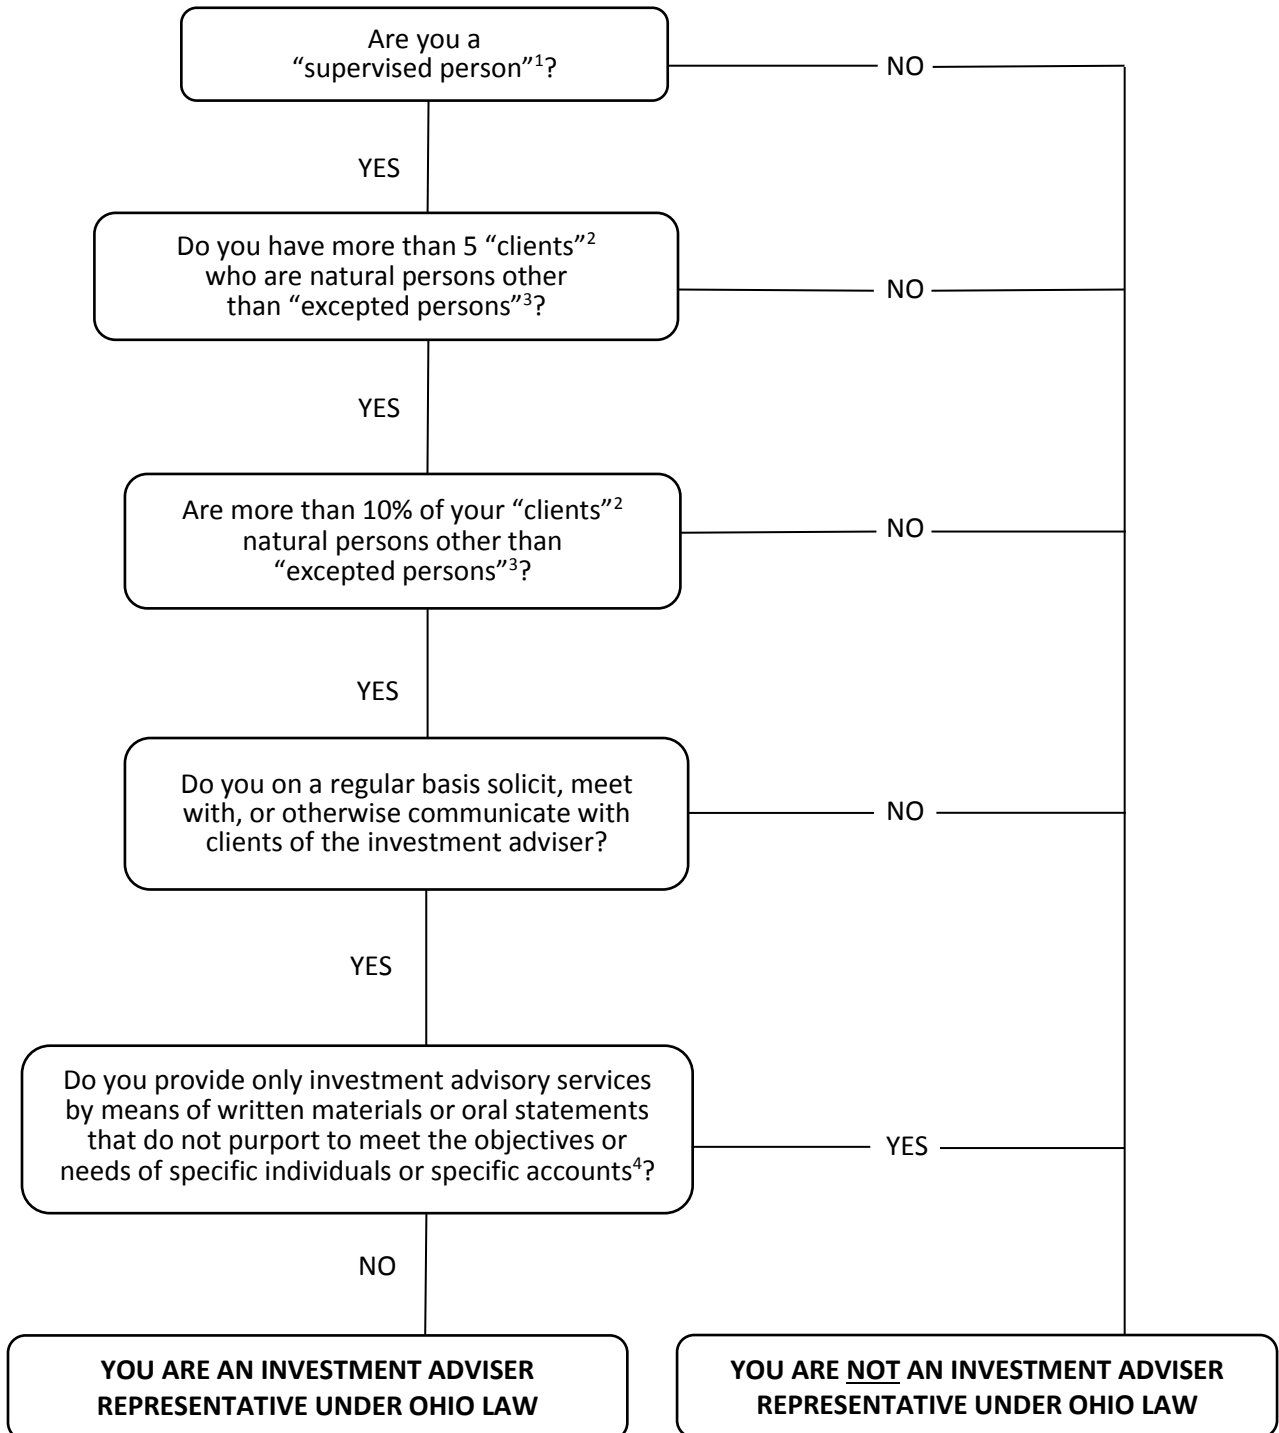 Are you a
“supervised person”1?
NO
YES
Do you have more than 5 “clients”2
who are natural persons other
than “excepted persons”3?
NO
YES
Are more than 10% of your “clients”2
natural persons other than
“excepted persons”3?
NO
YES
Do you on a regular basis solicit, meet
with, or otherwise communicate with
clients of the investment adviser?
NO
YES
Do you provide only investment advisory services
by means of written materials or oral statements
that do not purport to meet the objectives or
needs of specific individuals or specific accounts4?
YES
NO
YOU ARE AN INVESTMENT ADVISER
REPRESENTATIVE UNDER OHIO LAW
YOU ARE NOT AN INVESTMENT ADVISER
REPRESENTATIVE UNDER OHIO LAW